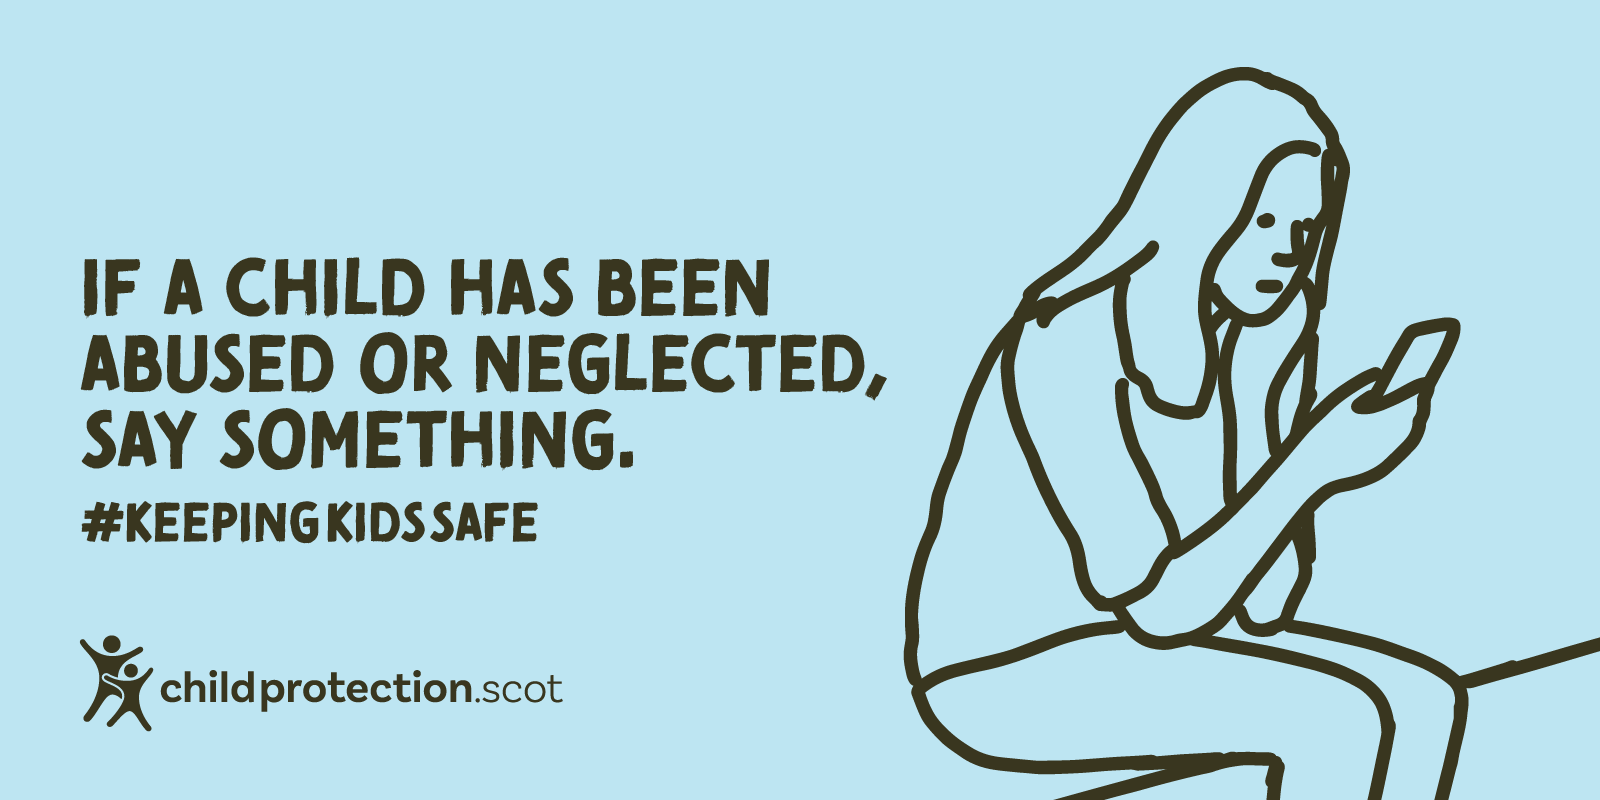 IF A CHILD HAS BEEN
ABUSED OR NEGLECTED,
SAY SOMETHING.
#KEEPINGKIDSSAFE
childprotection.scot